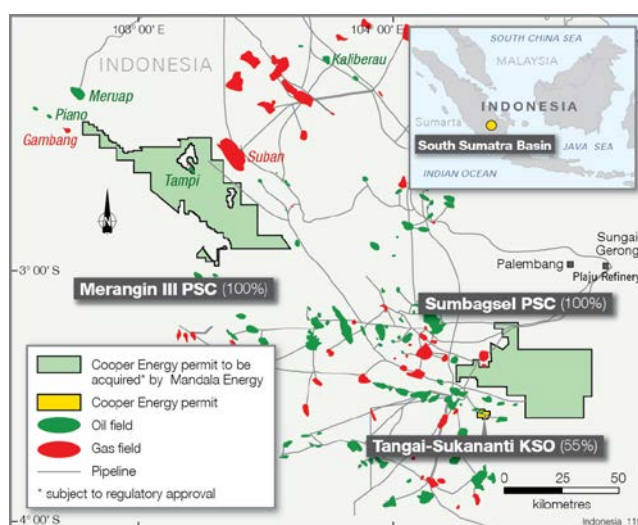 103° 00' E
104° 00' E
INDONESIA
Kaliberau
Meruap
Piano
Gambang
Suban
Tampi
N
SOUTH CHINA SEA
MALAYSIA
INDONESIA
Sumarta
South Sumatra Basin
JAVA SEA
INDIAN OCEAN
3° 00' S
Merangin III PSC (100%)
Palembang
Sungai
Gerong
Plaju Refinery
Sumbagsel PSC (100%)
Tangai-Sukananti KSO (55%)
Cooper Energy permit to be
acquired* by Mandala Energy
Cooper Energy permit
Oil field
Gas field
Pipeline
* subject to regulatory approval
0 25 50
kilometres
4° 00' S